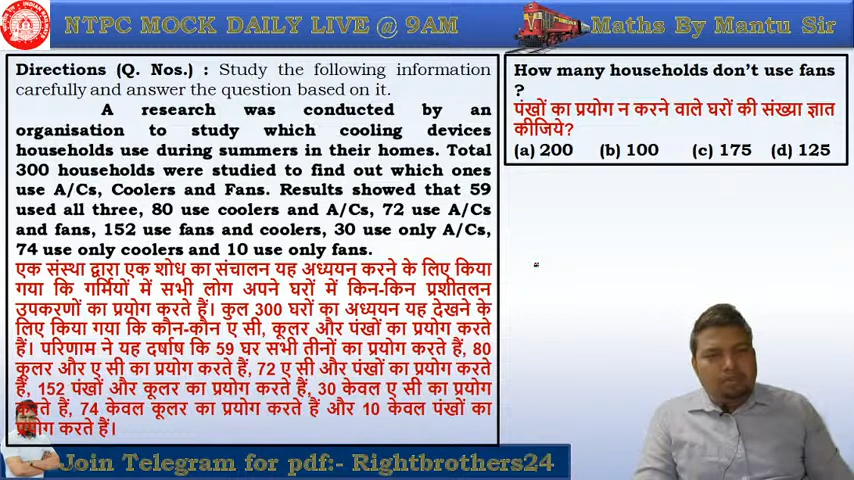 NTPC MOCK DAILY LIVE @ 9AM
Maths By Mantu Sir
Directions (Q. Nos.) : Study the following information
carefully and answer the question based on it.
A research was conducted by an
organisation to study which cooling devices
households use during summers in their homes. Total
300 households were studied to find out which ones
use A/Cs, Coolers and Fans. Results showed that 59
used all three, 80 use coolers and A/Cs, 72 use A/Cs
and fans, 152 use fans and coolers, 30 use only A/Cs,
74 use only coolers and 10 use only fans.
एक संस्था द्वारा एक शोध का संचालन यह अध्ययन करने के लिए किया
गया कि गर्मियों में सभी लोग अपने घरों में किन-किन प्रशीतलन
उपकरणों का प्रयोग करते हैं। कुल 300 घरों का अध्ययन यह देखने के
लिए किया गया कि कौन-कौन ए सी, कूलर और पंखों का प्रयोग करते
हैं। परिणाम ने यह दर्शाष कि 59 घर सभी तीनों का प्रयोग करते हैं, 80
कूलर और ए सी का प्रयोग करते हैं, 72 ए सी और पंखों का प्रयोग करते
हैं, 152 पंखों और कूलर का प्रयोग करते हैं, 30 केवल ए सी का प्रयोग
करते हैं, 74 केवल कूलर का प्रयोग करते हैं और 10 केवल पंखों का
प्रयोग करते हैं।
How many households don't use fans
?
पंखों का प्रयोग न करने वाले घरों की संख्या ज्ञात
कीजिये?
(a) 200 (b) 100 (c) 175 (d) 125
Join Telegram for pdf:- Rightbrothers24